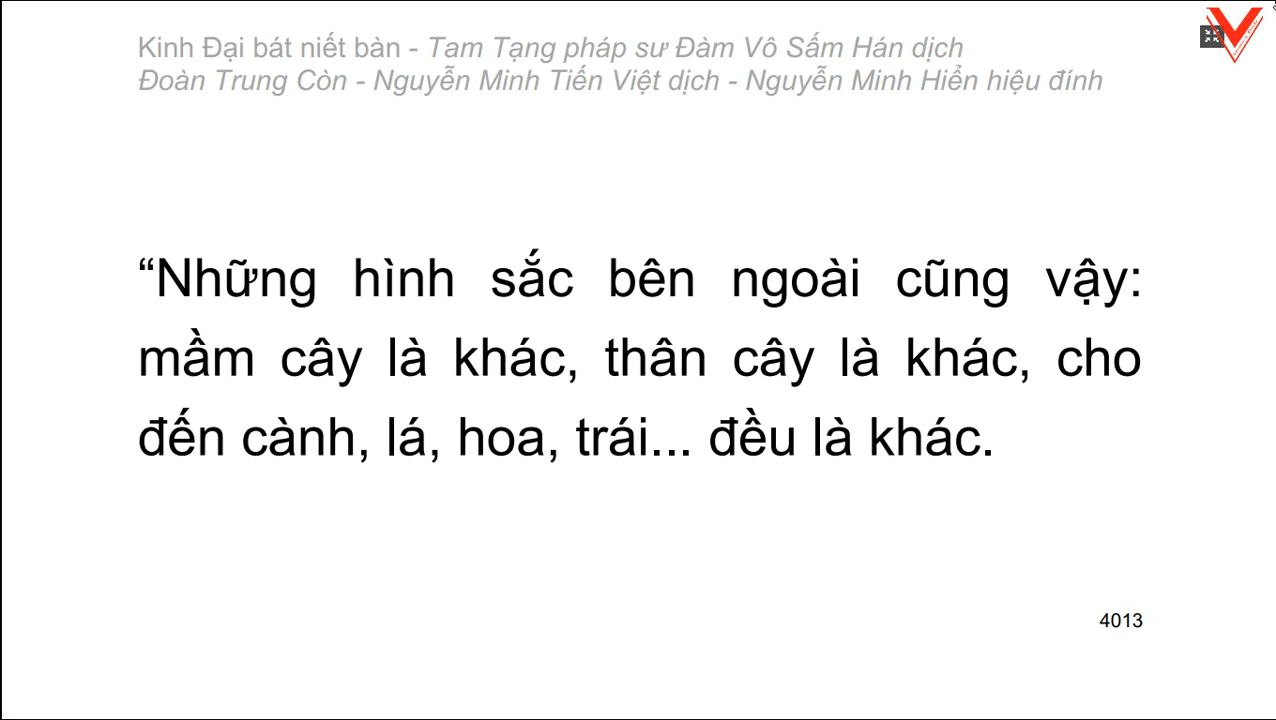 Kinh Đại bát niết bàn - Tam Tạng pháp sư Đàm Vô Sấm Hán dịch
Đoàn Trung Còn - Nguyễn Minh Tiến Việt dịch - Nguyễn Minh Hiển hiệu đính
“Những hình sắc bên ngoài cũng vậy:
mầm cây là khác, thân cây là khác, cho
đến cành, lá, hoa, trái... đều là khác.
4013